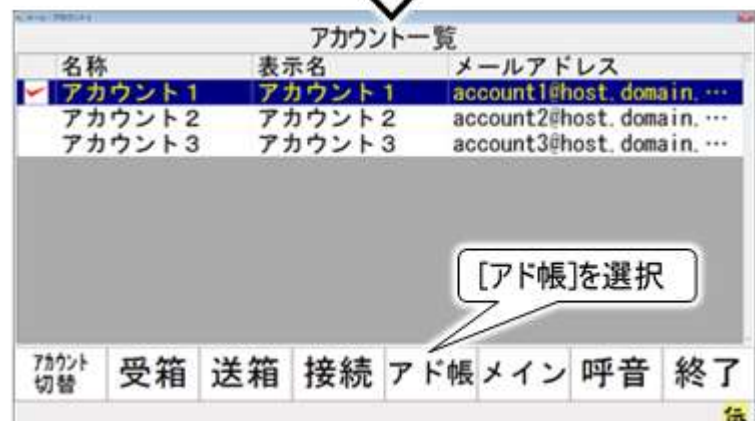 アカウント一覧
名称 表示名 メールアドレス
アカウント1 アカウント1 account1@host.domain.…
アカウント2 アカウント2 account2@host.domain.…
アカウント3 アカウント3 account3@host.domain.…
[アド帳]を選択
アカウント切替 受箱 送箱 接続 アド帳 メイン 呼音 終了